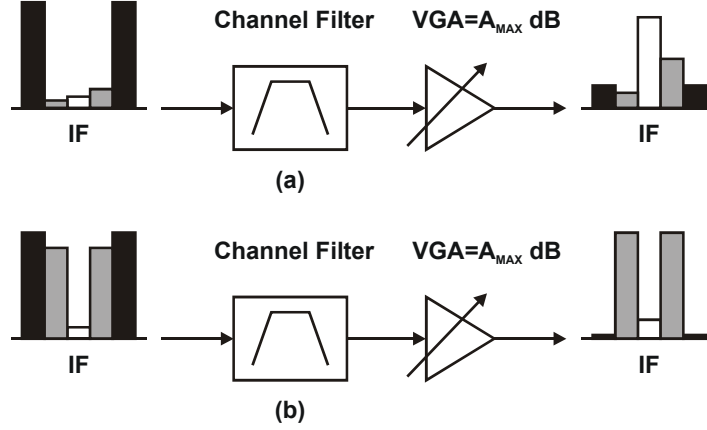 Channel Filter VGA=A_MAX dB
IF IF
(a)
Channel Filter VGA=A_MAX dB
IF IF
(b)